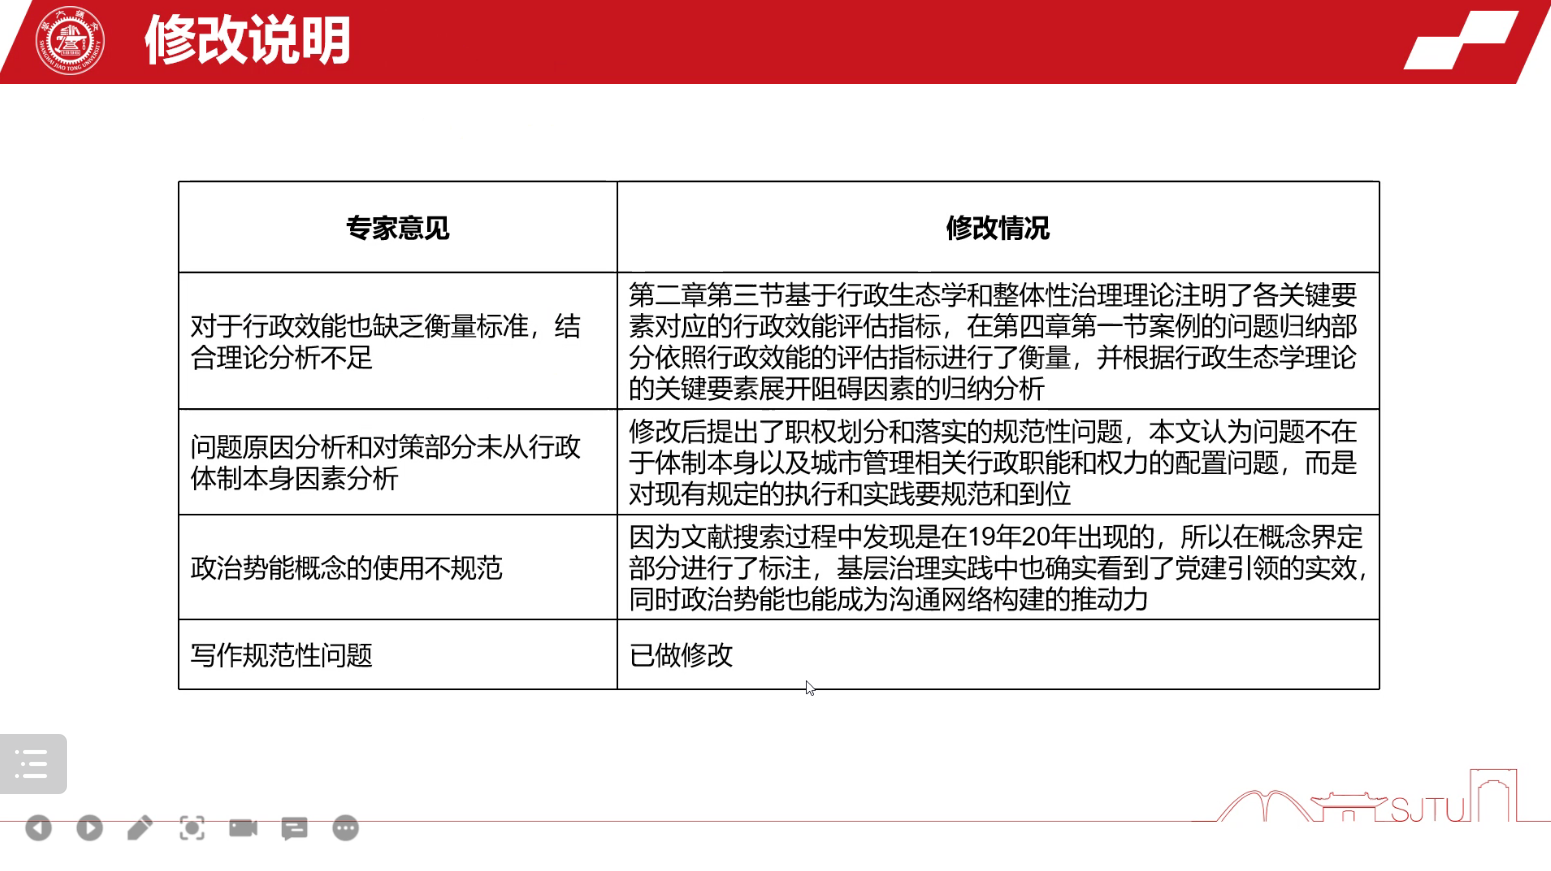 修改说明
SHANGHAI JIAO TONG UNIVERSITY
专家意见
修改情况
对于行政效能也缺乏衡量标准，结
合理论分析不足
第二章第三节基于行政生态学和整体性治理理论注明了各关键要
素对应的行政效能评估指标，在第四章第一节案例的问题归纳部
分依照行政效能的评估指标进行了衡量，并根据行政生态学理论
的关键要素展开阻碍因素的归纳分析
问题原因分析和对策部分未从行政
体制本身因素分析
修改后提出了职权划分和落实的规范性问题，本文认为问题不在
于体制本身以及城市管理相关行政职能和权力的配置问题，而是
对现有规定的执行和实践要规范和到位
政治势能概念的使用不规范
因为文献搜索过程中发现是在19年20年出现的，所以在概念界定
部分进行了标注，基层治理实践中也确实看到了党建引领的实效，
同时政治势能也能成为沟通网络构建的推动力
写作规范性问题
已做修改
SJTU